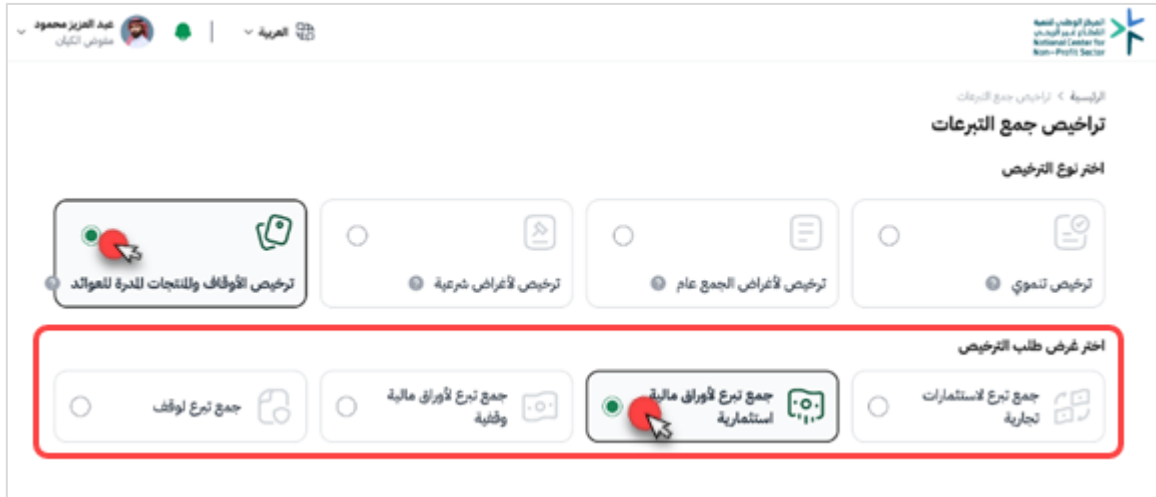 المركز الوطني لتنمية
القطاع غير الربحي
National Center for
Non-Profit Sector
العربية
عبد العزيز محمود
مفوض الكيان
الرئيسية > تراخيص جمع التبرعات
تراخيص جمع التبرعات
اختر نوع الترخيص
ترخيص تنموي
ترخيص لأغراض الجمع عام
ترخيص لأغراض شرعية
ترخيص الأوقاف والمنتجات المدرة للعوائد
اختر غرض طلب الترخيص
جمع تبرع لاستثمارات
تجارية
جمع تبرع لأوراق مالية
استثمارية
جمع تبرع لأوراق مالية
وقفية
جمع تبرع لوقف